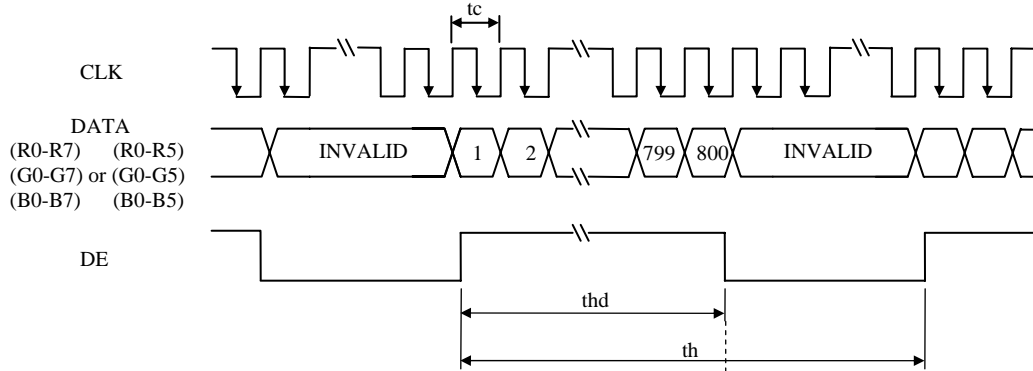 tc
CLK
DATA
(R0-R7) (R0-R5)
(G0-G7) or (G0-G5)
(B0-B7) (B0-B5)
INVALID 1 2 799 800 INVALID
DE
thd
th